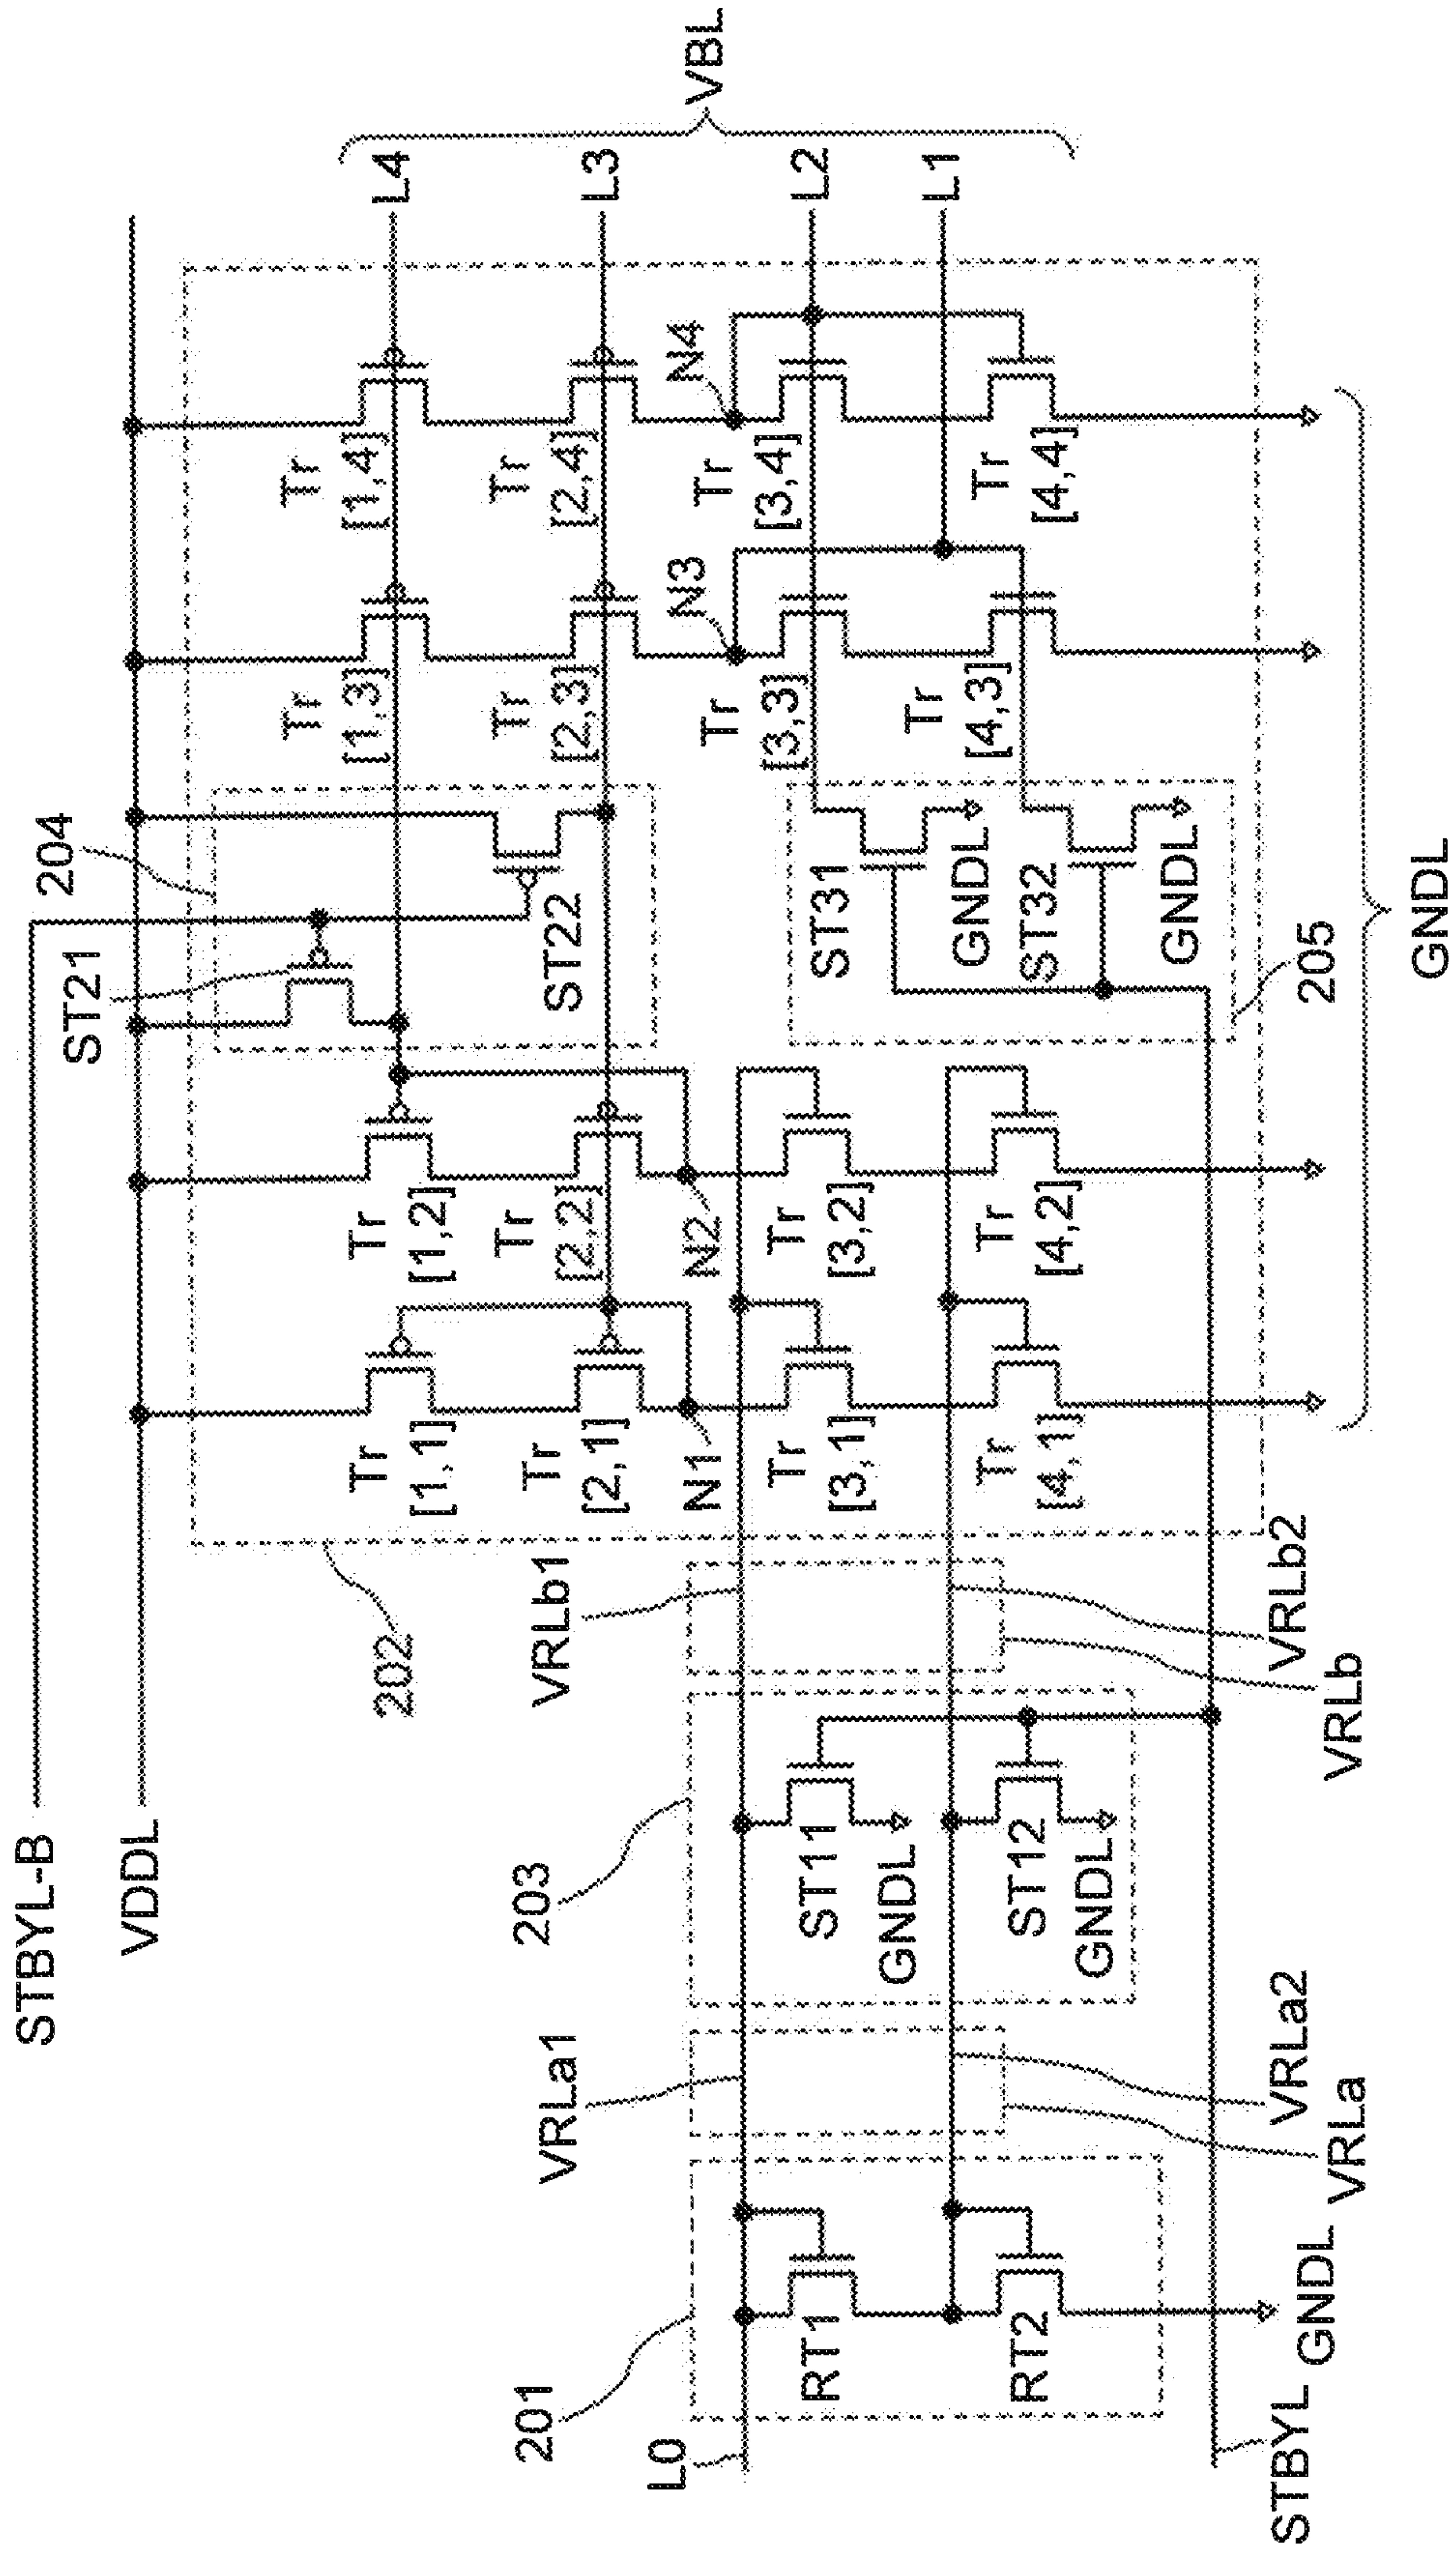 STBYL-B
VDDL
ST21
204
202
Tr
[1,1]
Tr
[1,2]
Tr
[1,3]
Tr
[1,4]
L4
Tr
[2,1]
Tr
[2,2]
ST22
Tr
[2,3]
Tr
[2,4]
L3
VBL
N1
N2
N3
N4
L0
201
VRLa1
203
VRLb1
RT1
ST11
GNDL
Tr
[3,1]
Tr
[3,2]
ST31
GNDL
Tr
[3,3]
Tr
[3,4]
L2
L1
RT2
ST12
GNDL
Tr
[4,1]
Tr
[4,2]
ST32
GNDL
Tr
[4,3]
Tr
[4,4]
STBYL
GNDL
VRLa2
VRLa
VRLb2
VRLb
205
GNDL